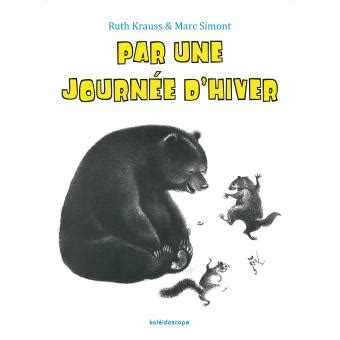 Ruth Krauss & Marc Simont
PAR UNE
JOURNÉE D'HIVER
kaléidoscope